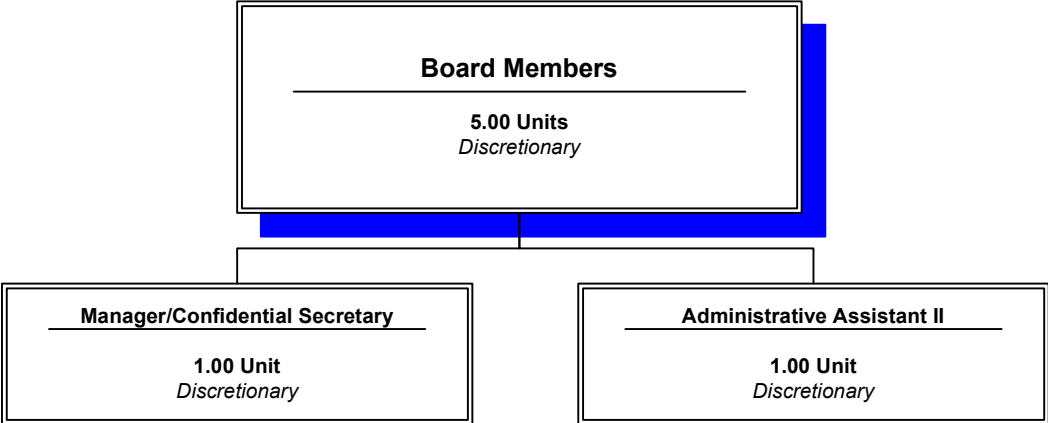 Board Members
5.00 Units
Discretionary
Manager/Confidential Secretary
1.00 Unit
Discretionary
Administrative Assistant II
1.00 Unit
Discretionary